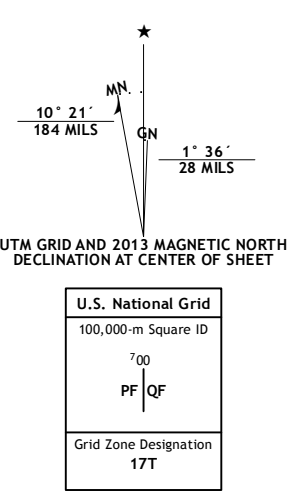 ★
MN
GN
10° 21´
184 MILS
1° 36´
28 MILS
UTM GRID AND 2013 MAGNETIC NORTH
DECLINATION AT CENTER OF SHEET
U.S. National Grid
100,000-m Square ID
⁷00
PF QF
Grid Zone Designation
17T